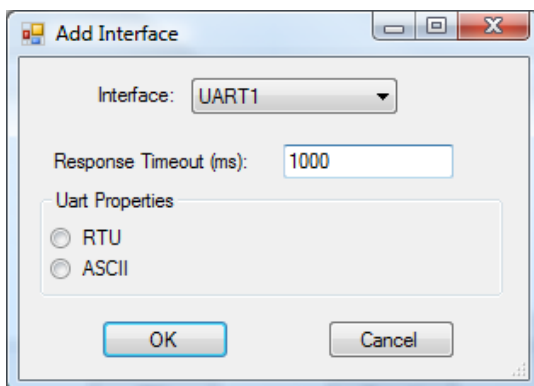 Add Interface
Interface: UART1
Response Timeout (ms): 1000
Uart Properties
RTU
ASCII
OK Cancel